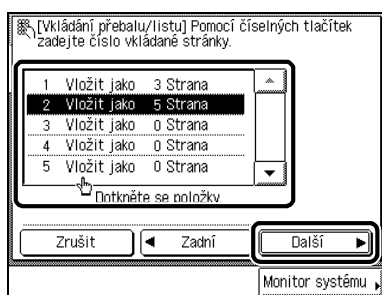 [Vkládání přebalu/listu] Pomocí číselných tlačítek
zadejte číslo vkládané stránky.
1 Vložit jako 3 Strana
2 Vložit jako 5 Strana
3 Vložit jako 0 Strana
4 Vložit jako 0 Strana
5 Vložit jako 0 Strana
Dotkněte se položky
Zrušit ◄ Zadní Další ►
Monitor systému